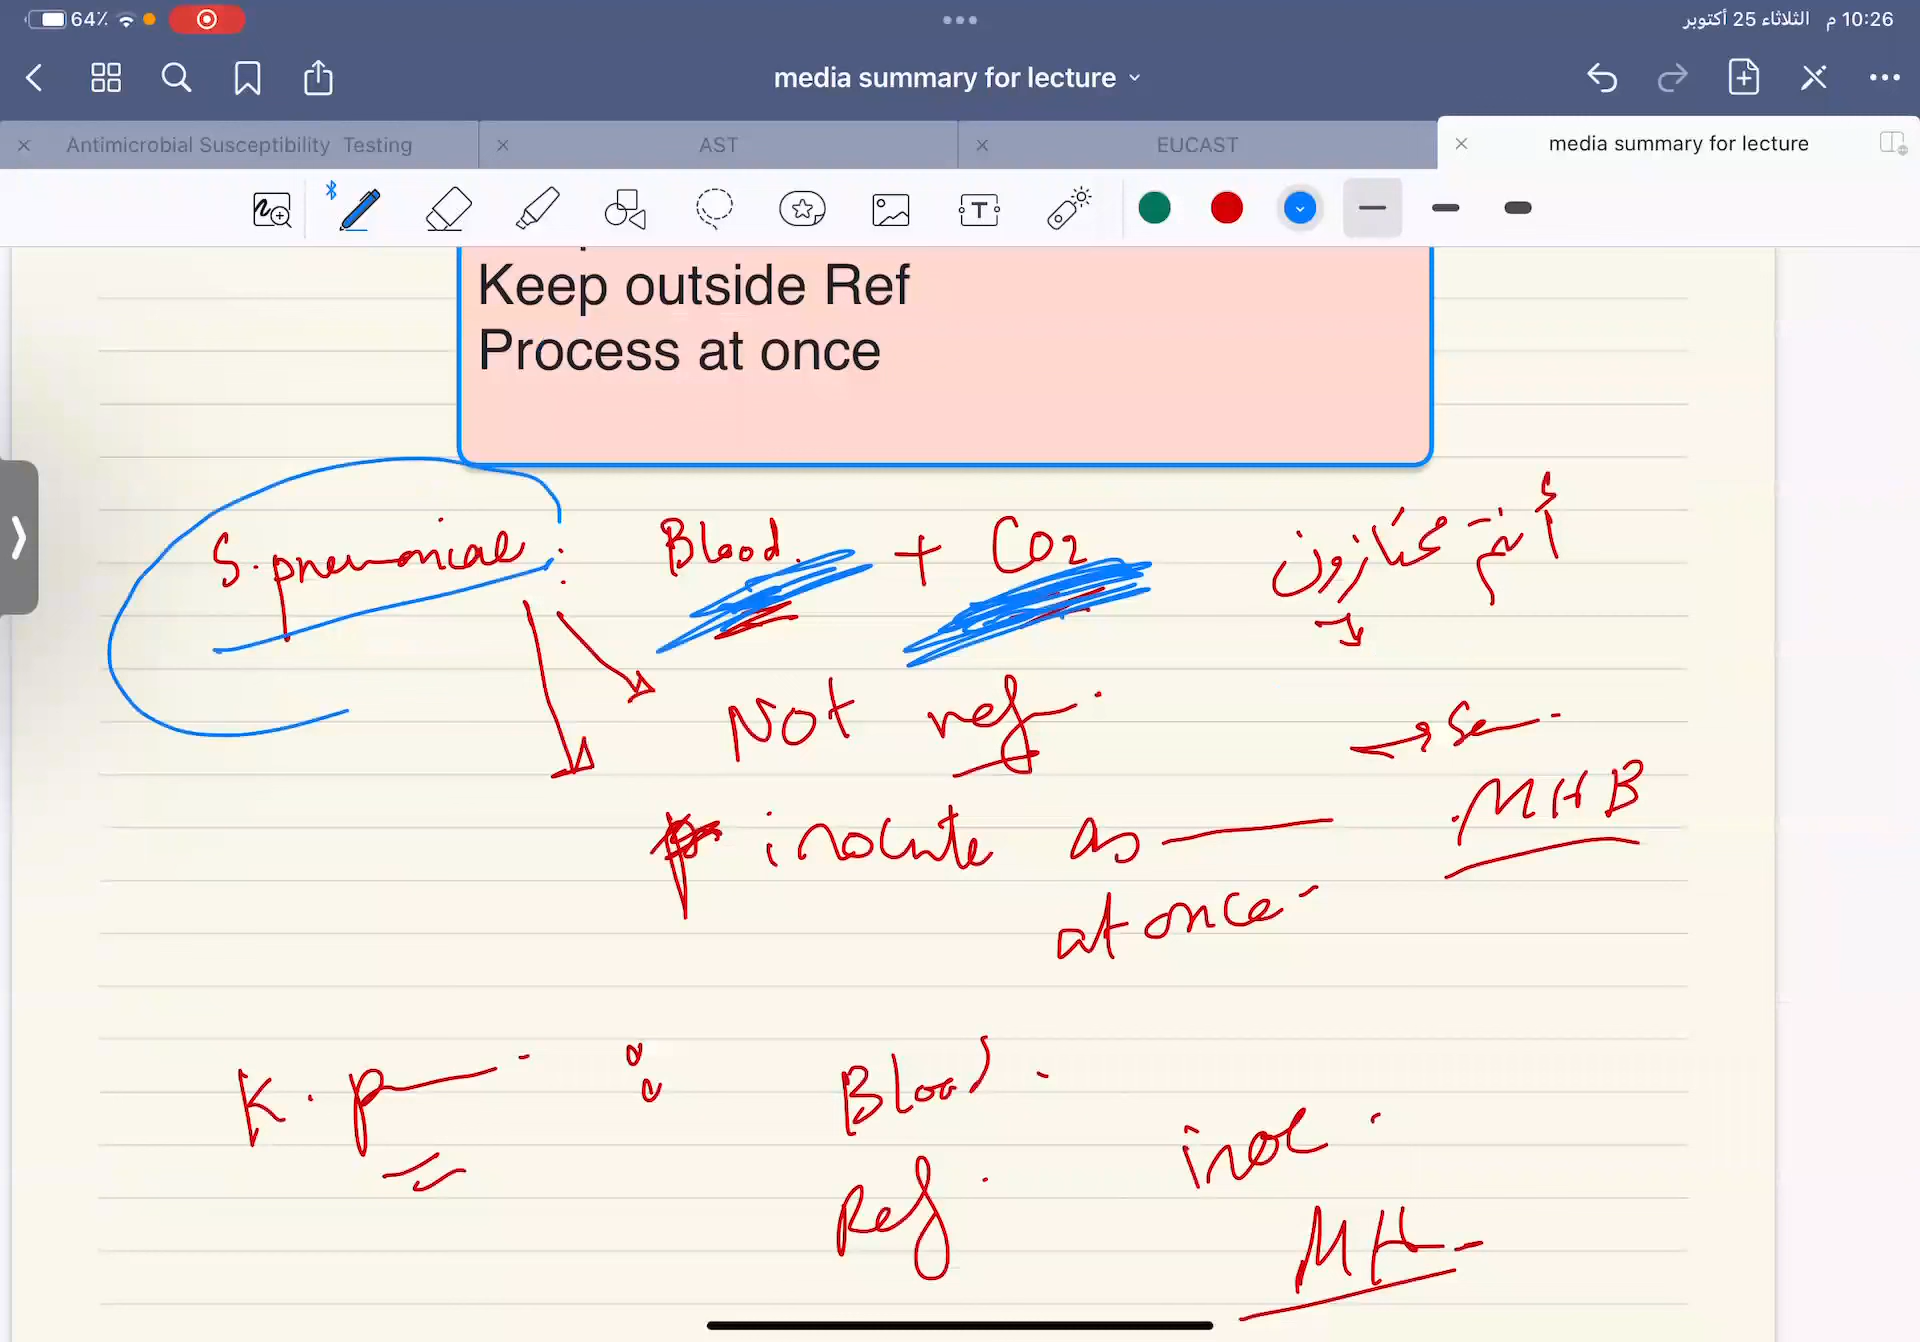 64٪ 10:26 م الثلاثاء 25 أكتوبر
media summary for lecture
Antimicrobial Susceptibility Testing AST EUCAST media summary for lecture
Keep outside Ref
Process at once
S. pneumoniae : Blood + CO2 أنتم
Not ref
Sen
MHB
inoculate as
at once
K. p : Blood
inoc
Ref
MH